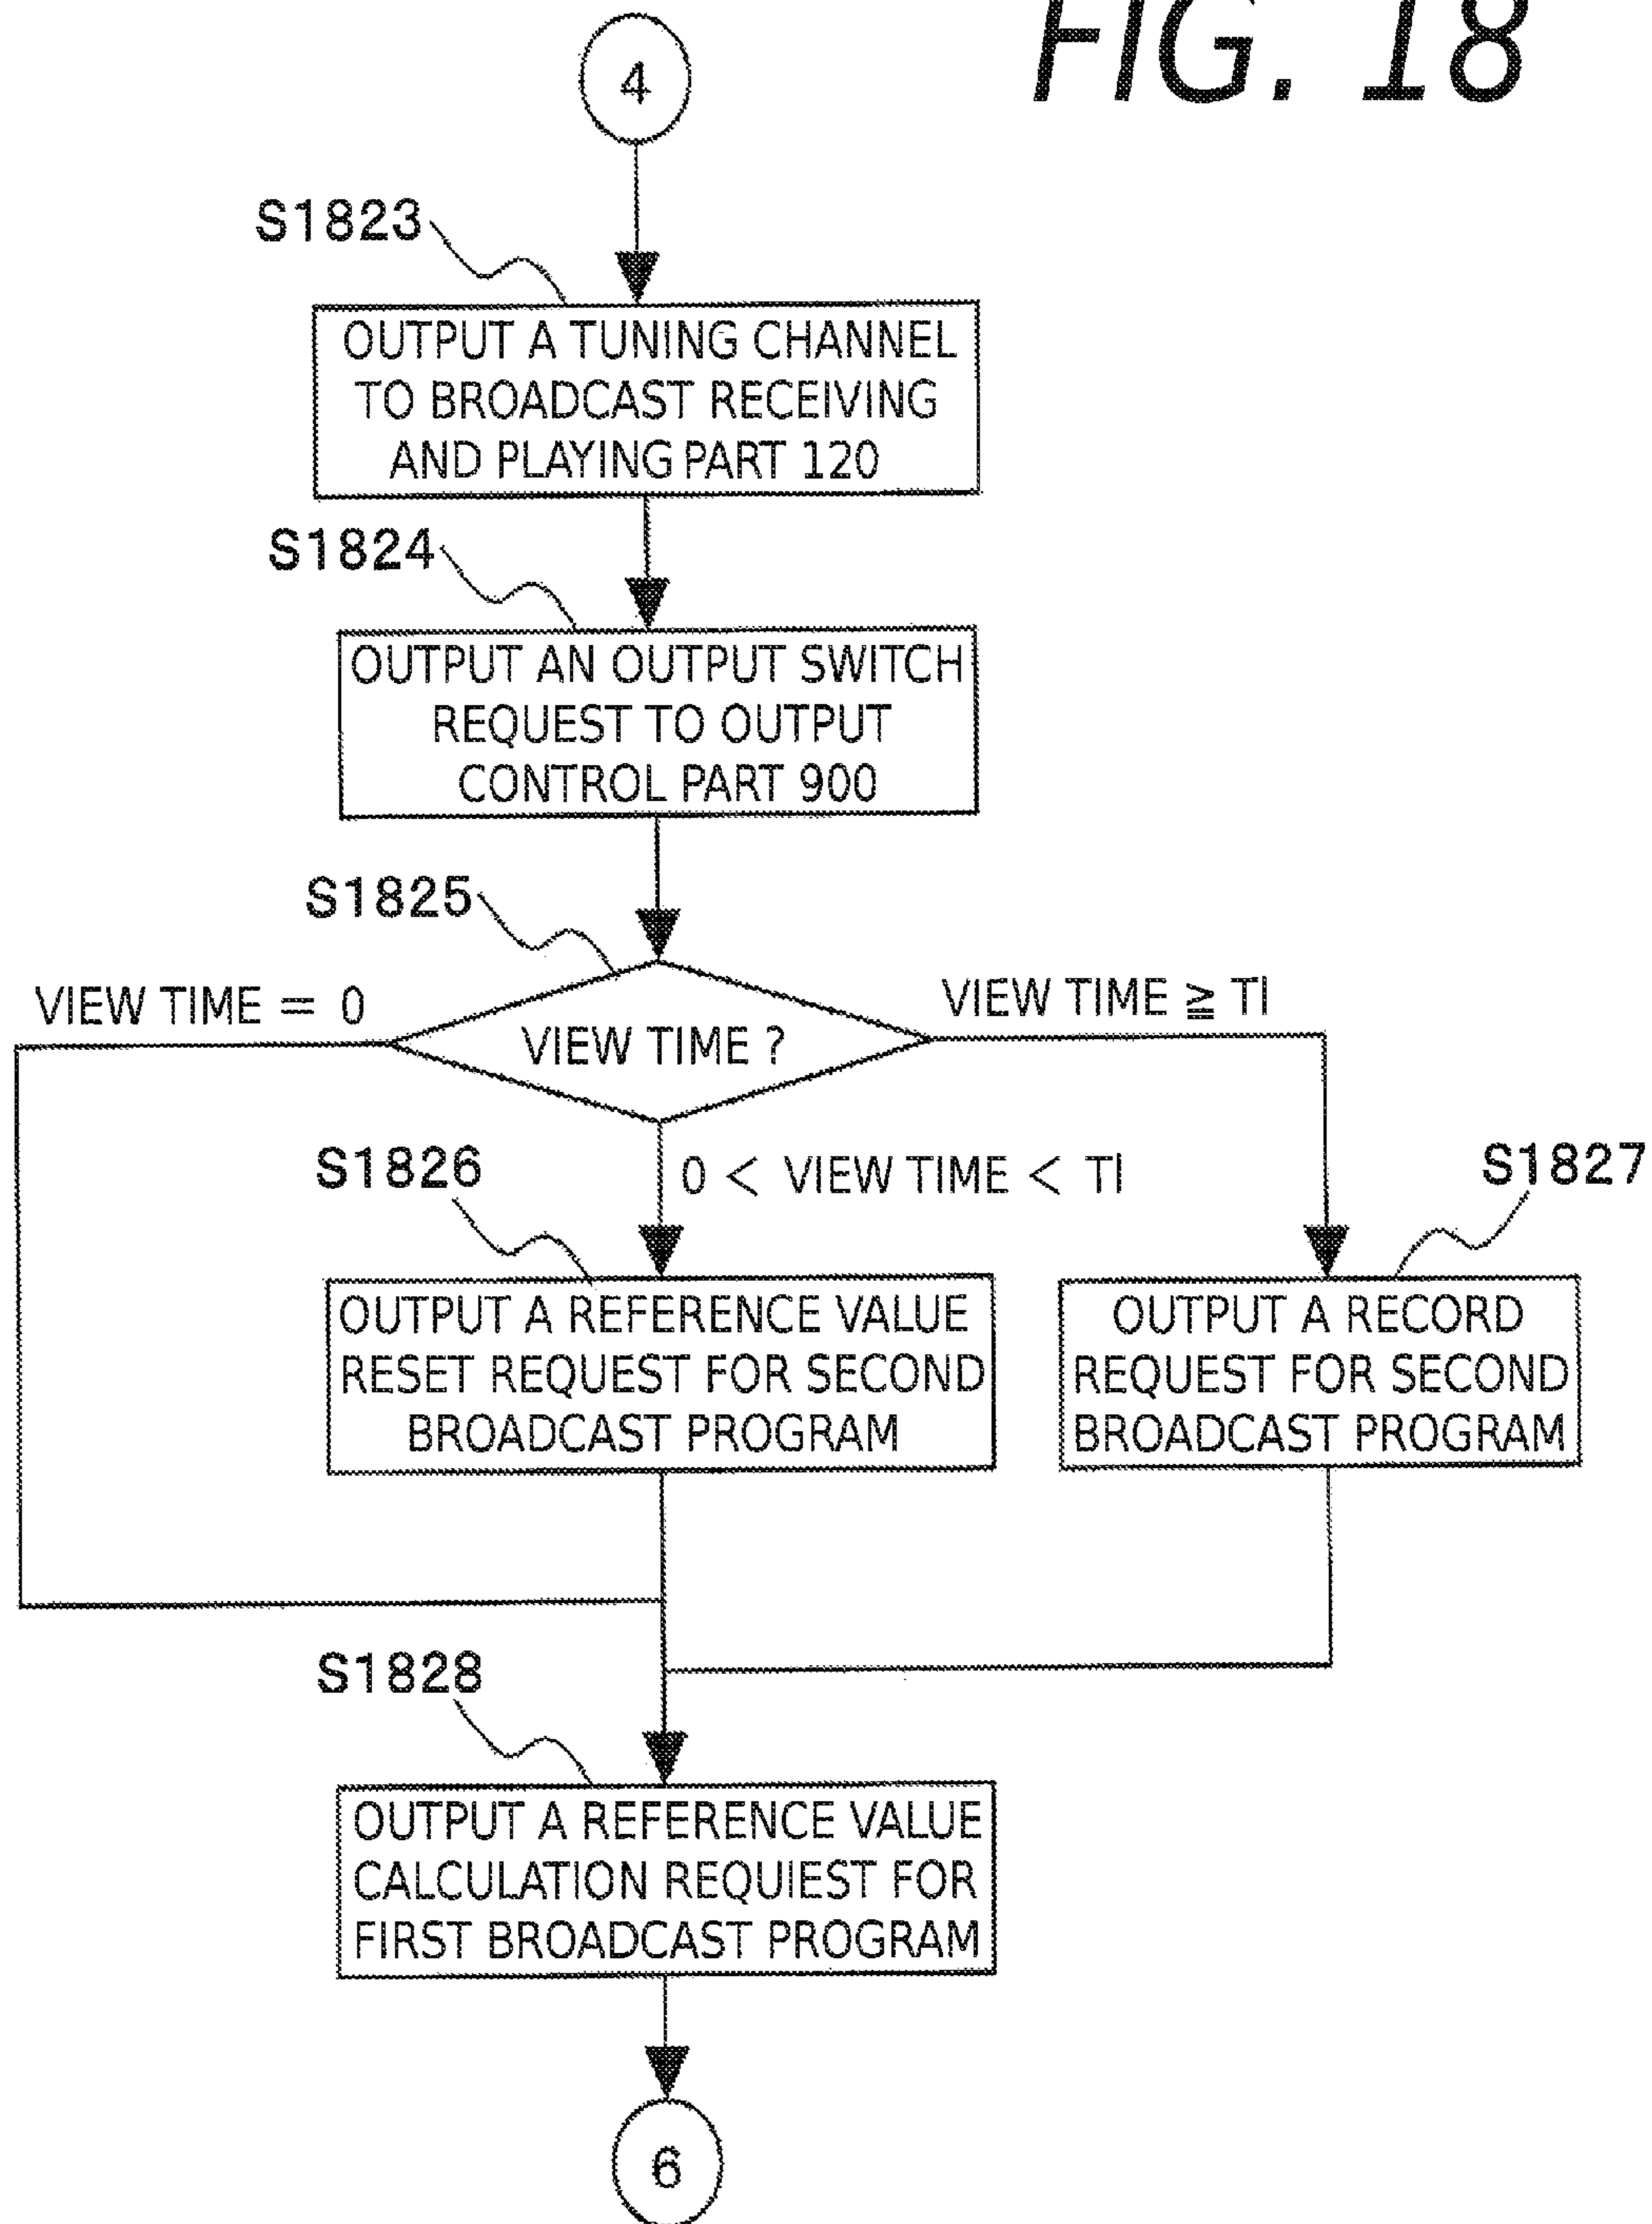 FIG. 18
4
S1823
OUTPUT A TUNING CHANNEL
TO BROADCAST RECEIVING
AND PLAYING PART 120
S1824
OUTPUT AN OUTPUT SWITCH
REQUEST TO OUTPUT
CONTROL PART 900
S1825
VIEW TIME = 0
VIEW TIME ?
VIEW TIME ≧ Tl
0 < VIEW TIME < Tl
S1826
OUTPUT A REFERENCE VALUE
RESET REQUEST FOR SECOND
BROADCAST PROGRAM
S1827
OUTPUT A RECORD
REQUEST FOR SECOND
BROADCAST PROGRAM
S1828
OUTPUT A REFERENCE VALUE
CALCULATION REQUIEST FOR
FIRST BROADCAST PROGRAM
6